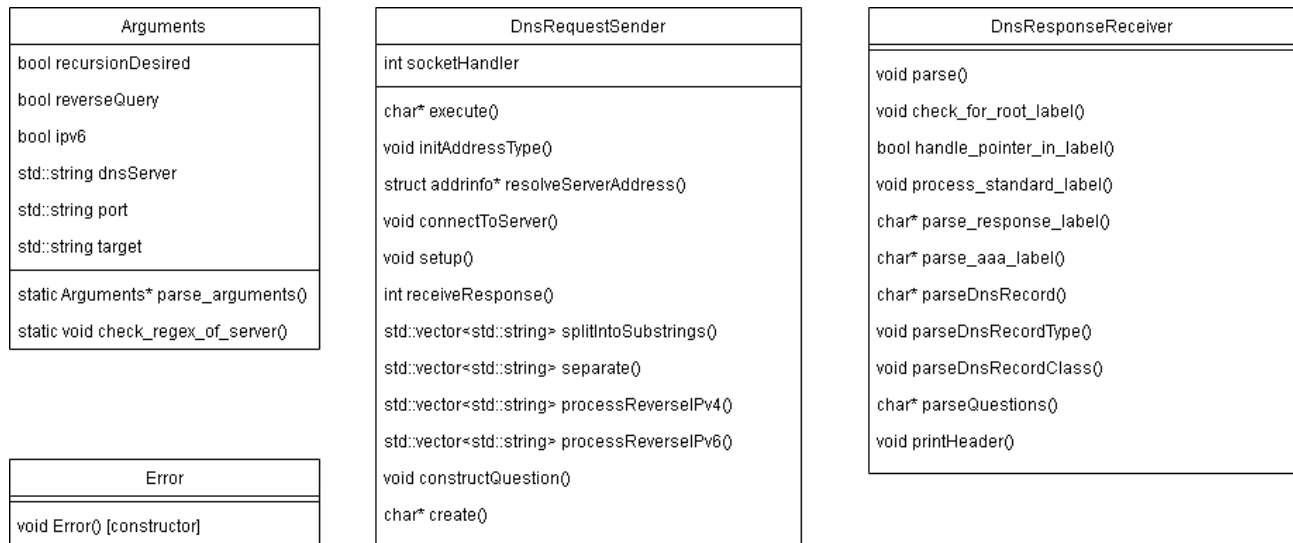 Arguments
bool recursionDesired
bool reverseQuery
bool ipv6
std::string dnsServer
std::string port
std::string target
static Arguments* parse_arguments()
static void check_regex_of_server()
Error
void Error() [constructor]
DnsRequestSender
int socketHandler
char* execute()
void initAddressType()
struct addrinfo* resolveServerAddress()
void connectToServer()
void setup()
int receiveResponse()
std::vector<std::string> splitIntoSubstrings()
std::vector<std::string> separate()
std::vector<std::string> processReverseIPv4()
std::vector<std::string> processReverseIPv6()
void constructQuestion()
char* create()
DnsResponseReceiver
void parse()
void check_for_root_label()
bool handle_pointer_in_label()
void process_standard_label()
char* parse_response_label()
char* parse_aaa_label()
char* parseDnsRecord()
void parseDnsRecordType()
void parseDnsRecordClass()
char* parseQuestions()
void printHeader()